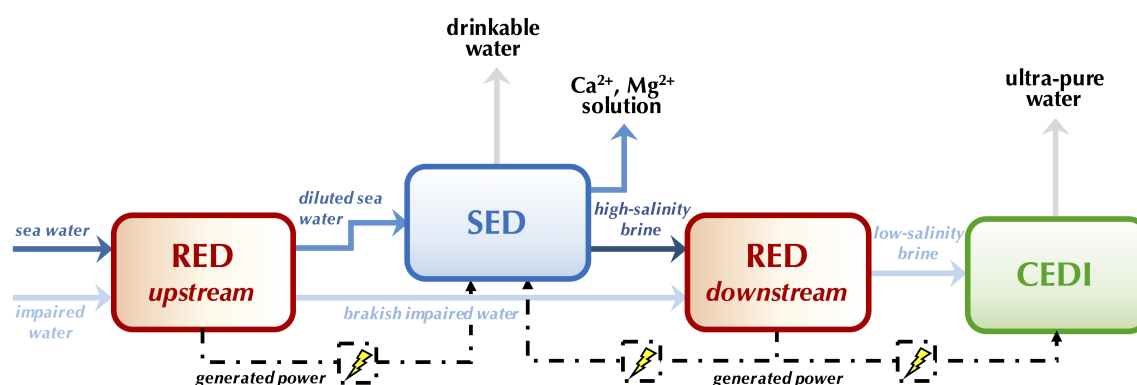 drinkable
water
Ca²⁺, Mg²⁺
solution
ultra-pure
water
sea water
RED
upstream
diluted sea
water
SED
high-salinity
brine
RED
downstream
low-salinity
brine
CEDI
impaired
water
brakish impaired water
generated power
generated power